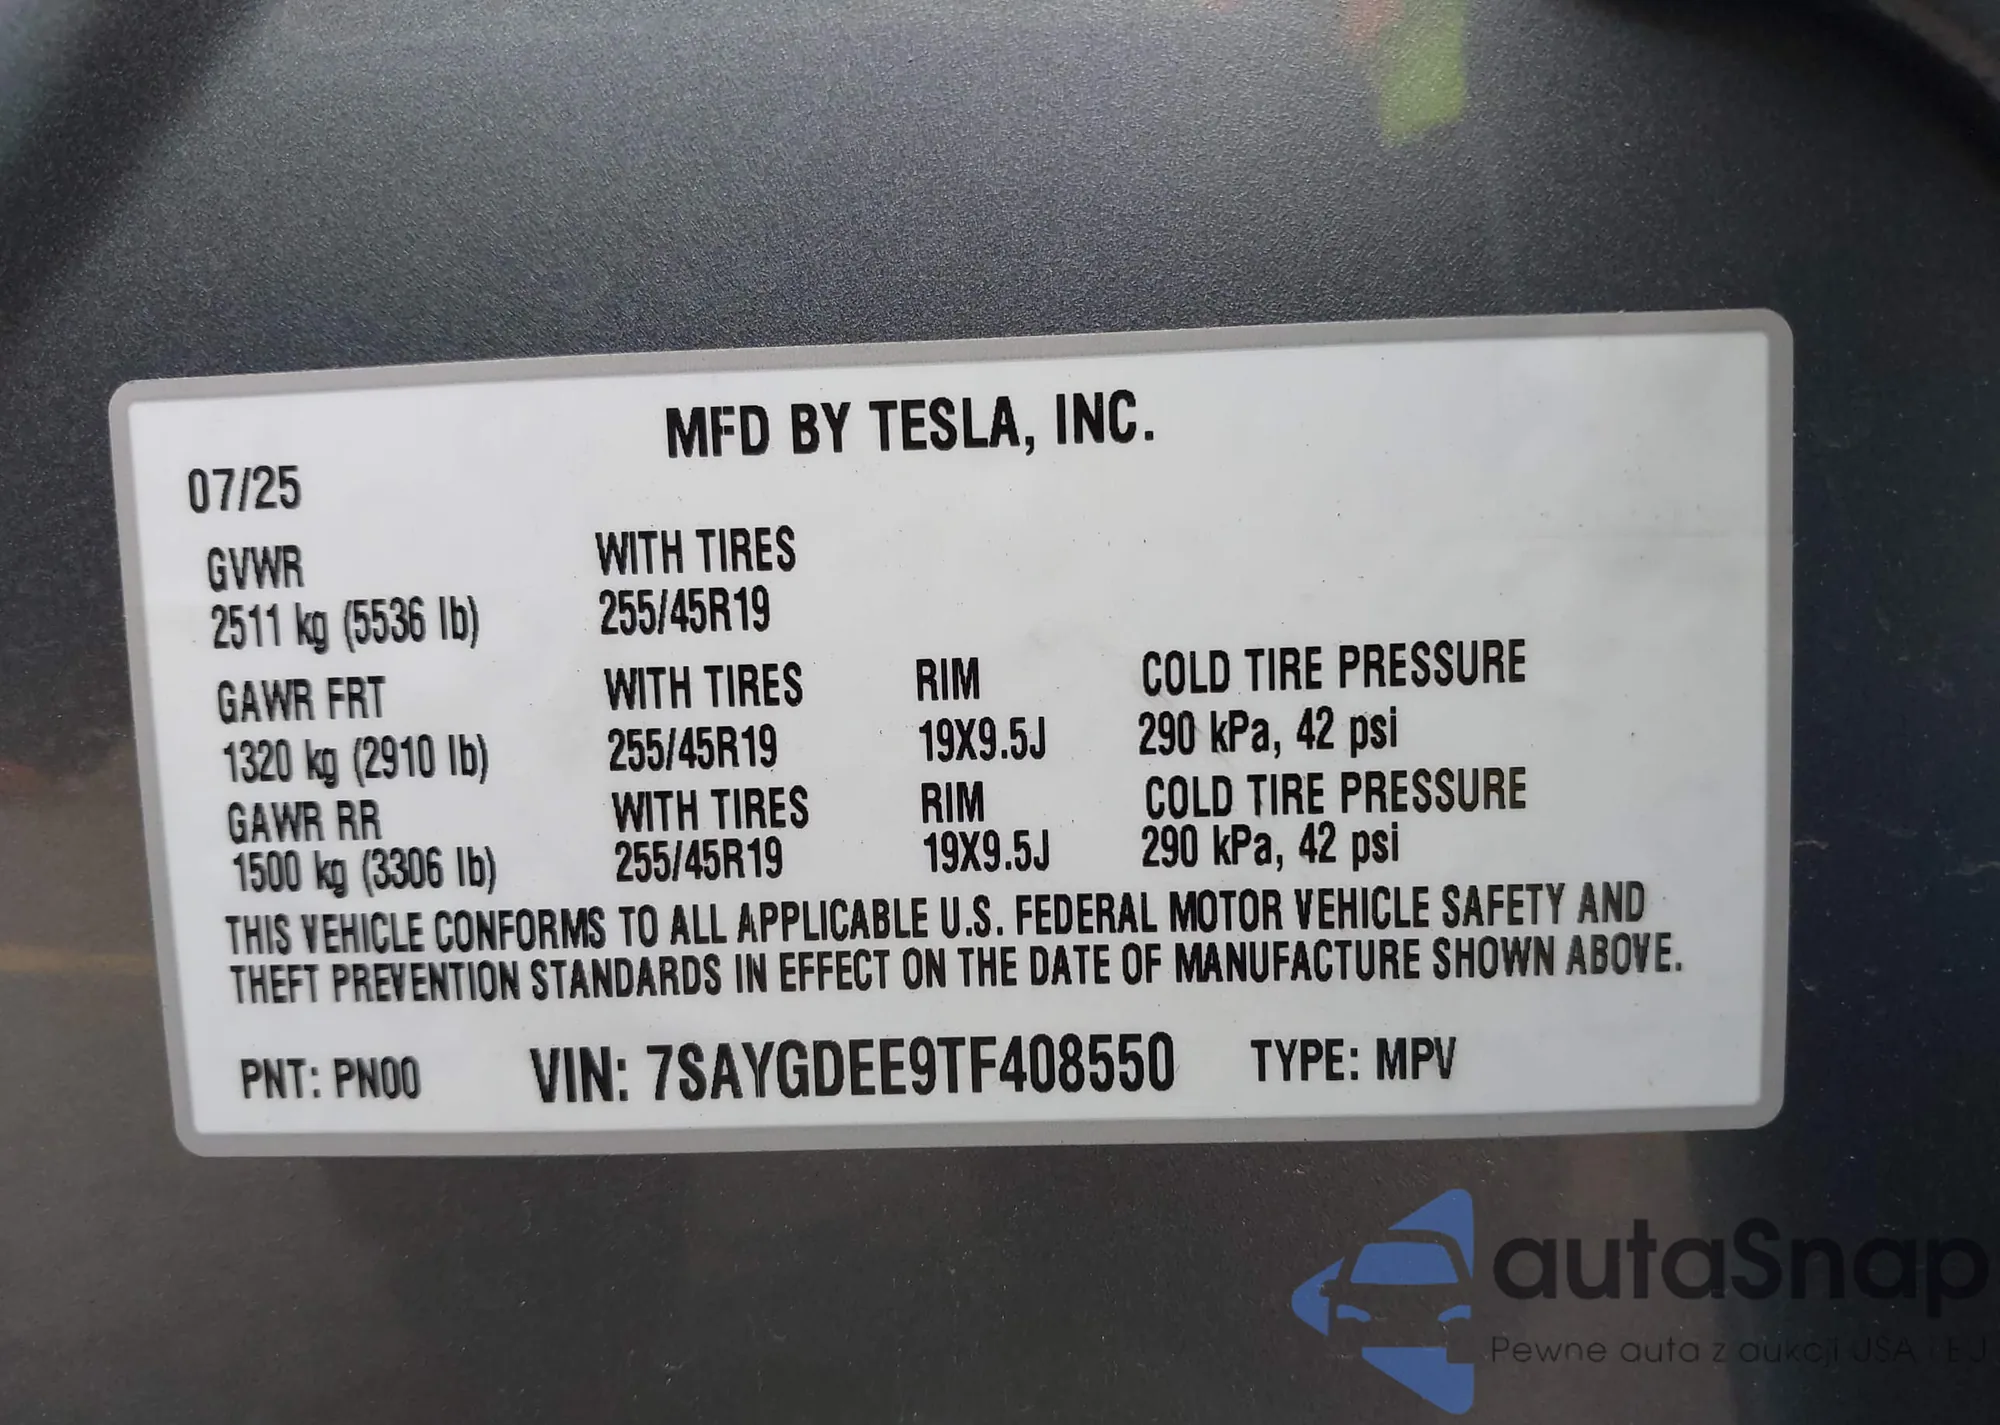 MFD BY TESLA, INC.
07/25
GVWR WITH TIRES
2511 kg (5536 lb) 255/45R19
GAWR FRT WITH TIRES RIM COLD TIRE PRESSURE
1320 kg (2910 lb) 255/45R19 19X9.5J 290 kPa, 42 psi
GAWR RR WITH TIRES RIM COLD TIRE PRESSURE
1500 kg (3306 lb) 255/45R19 19X9.5J 290 kPa, 42 psi
THIS VEHICLE CONFORMS TO ALL APPLICABLE U.S. FEDERAL MOTOR VEHICLE SAFETY AND
THEFT PREVENTION STANDARDS IN EFFECT ON THE DATE OF MANUFACTURE SHOWN ABOVE.
PNT: PN00 VIN: 7SAYGDEE9TF408550 TYPE: MPV
autaSnap
Pewne auta z aukcji USA i EJ